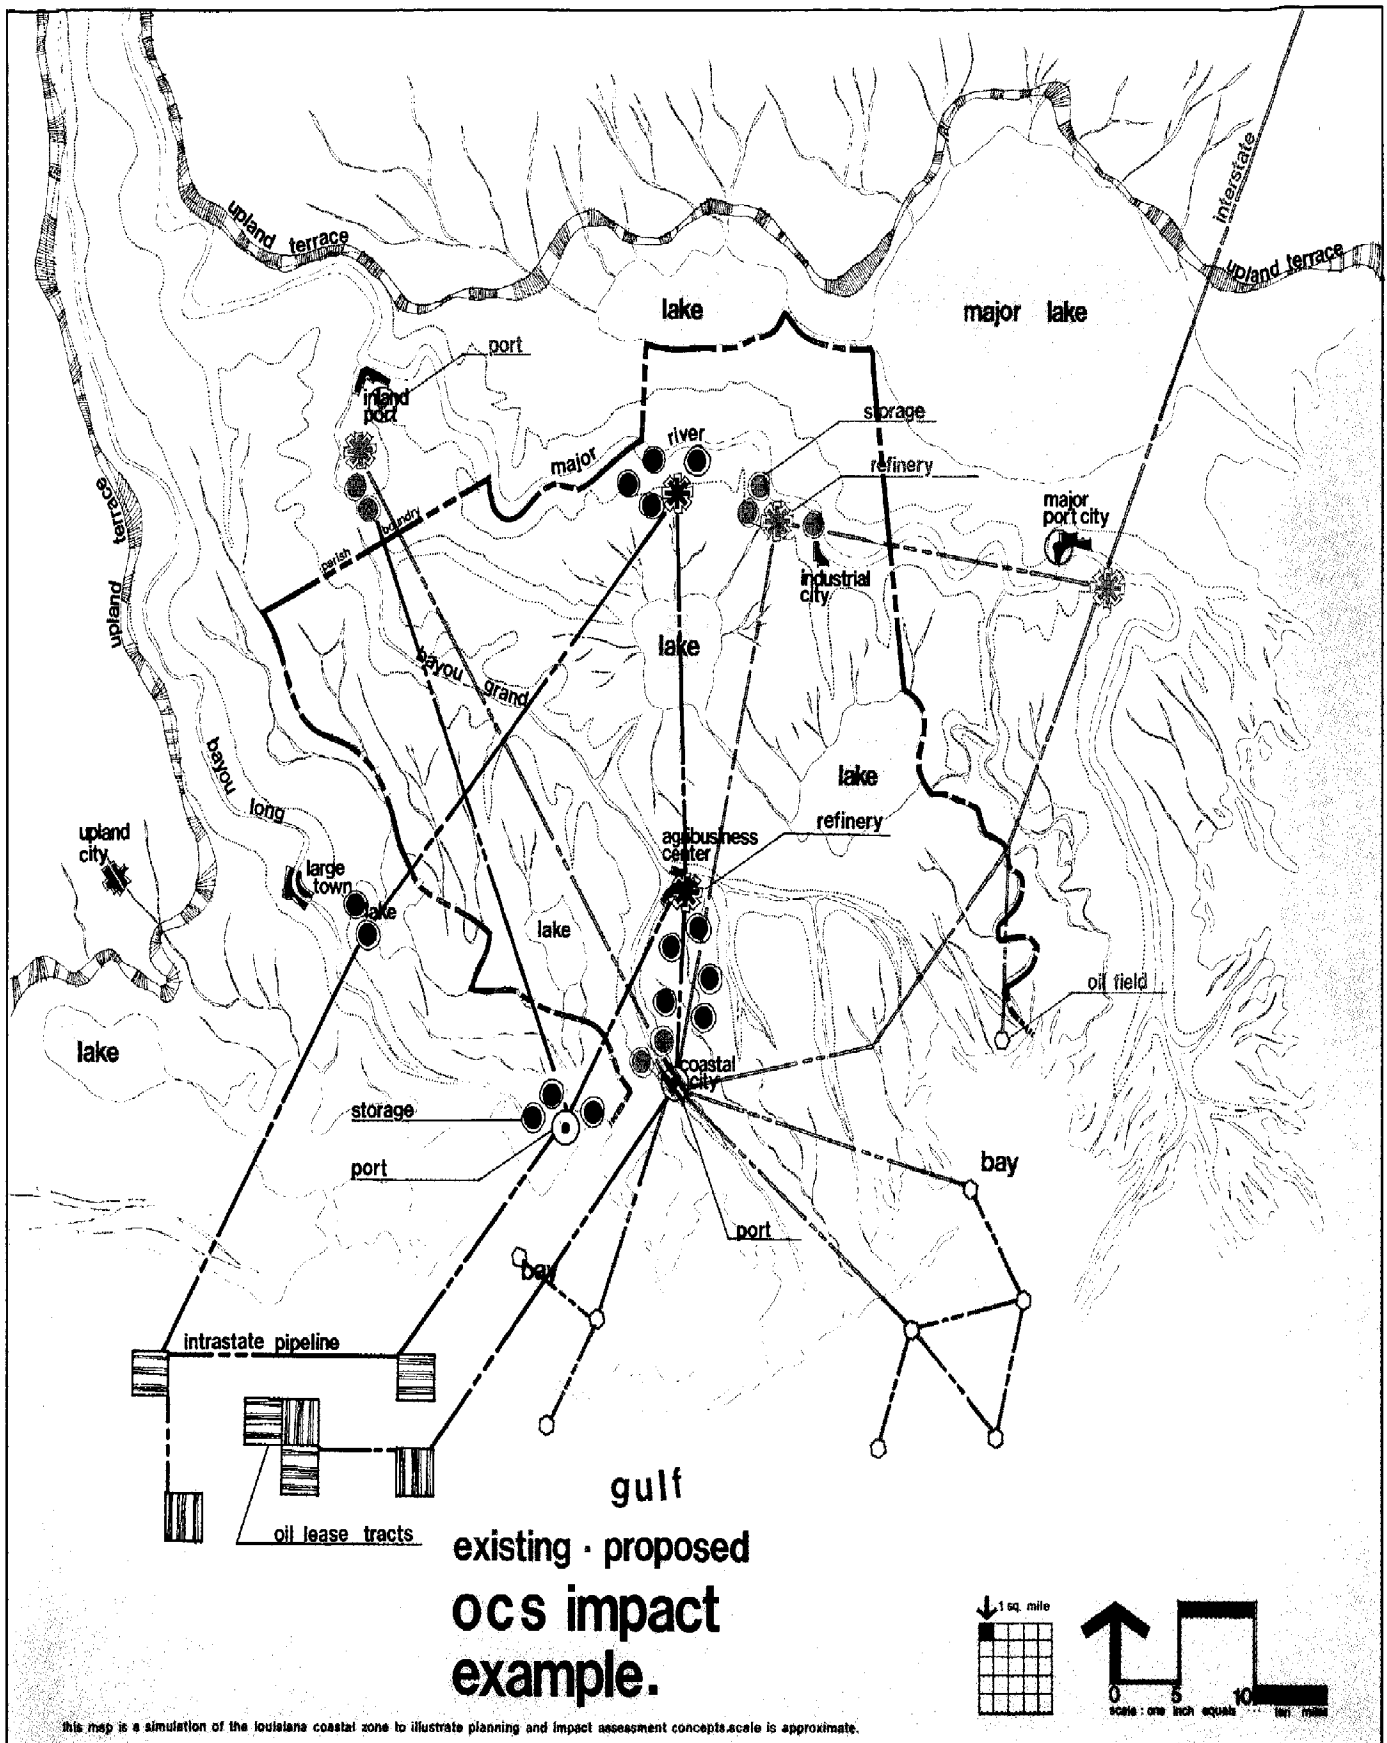 interstate
upland terrace
upland terrace
lake
major lake
port
inland
port
storage
river
major
refinery
major
port city
parish boundry
terrace
upland
industrial
city
lake
bayou grand
bayou
long
lake
refinery
agribusiness
center
upland
city
large
town
lake
lake
oil field
lake
coastal
city
storage
port
bay
port
bay
intrastate pipeline
gulf
oil lease tracts
existing · proposed
ocs impact
example.
1 sq. mile
0 5 10
scale : one inch equals ten miles
this map is a simulation of the louisiana coastal zone to illustrate planning and impact assessment concepts.scale is approximate.